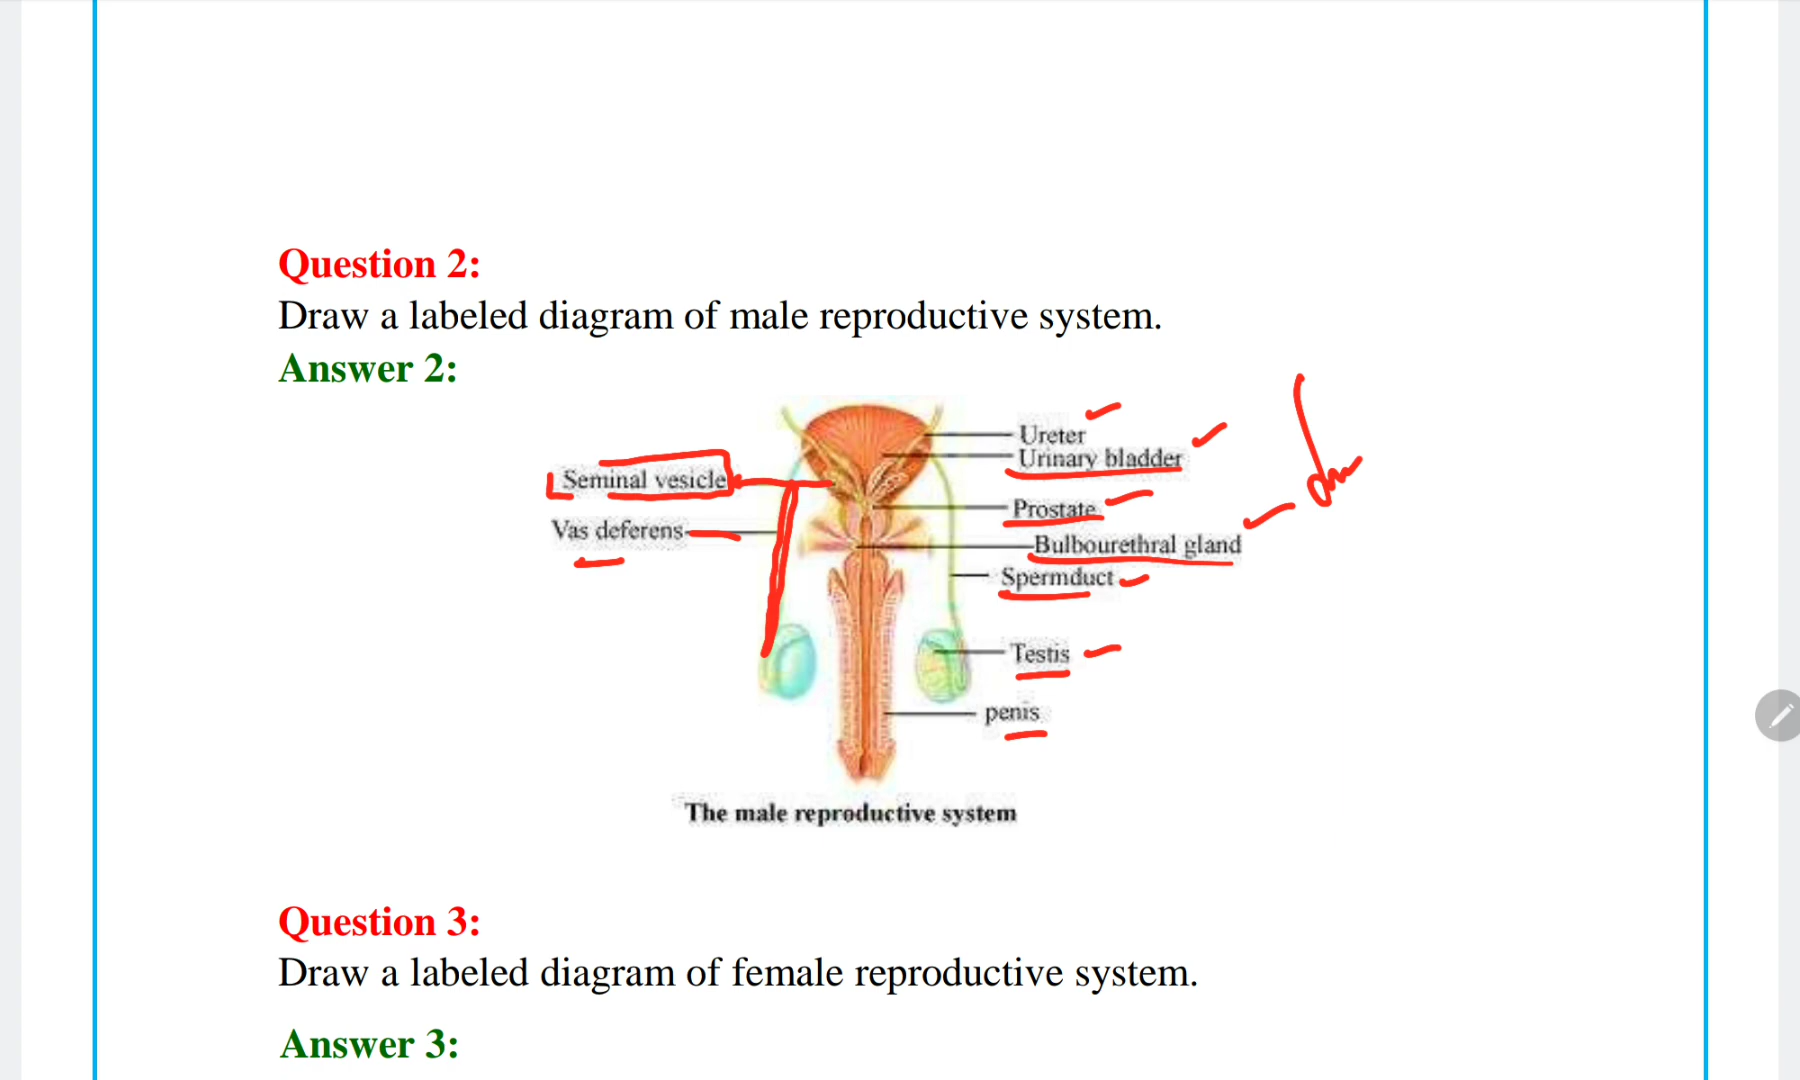 Question 2:
Draw a labeled diagram of male reproductive system.
Answer 2:
Ureter
Urinary bladder
Seminal vesicle
Prostate
Vas deferens
Bulbourethral gland
Spermduct
Testis
penis
The male reproductive system
Question 3:
Draw a labeled diagram of female reproductive system.
Answer 3: